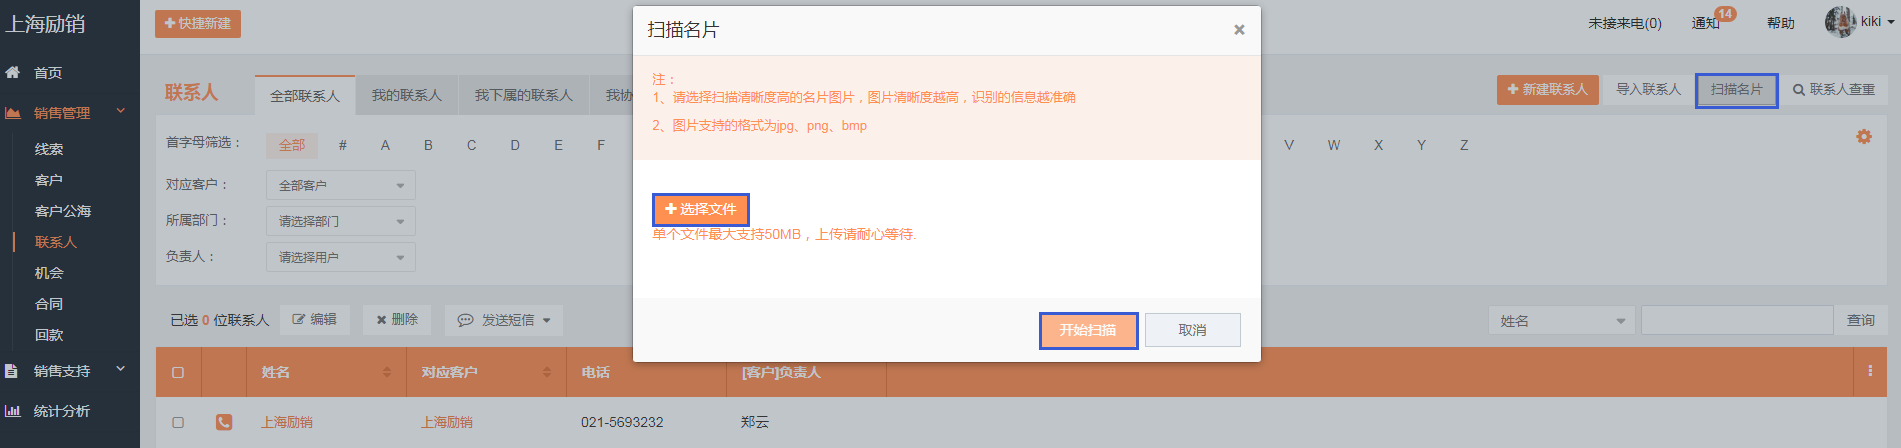 上海励销
快捷新建
未接来电(0)
通知
14
帮助
kiki
首页
销售管理
线索
客户
客户公海
联系人
机会
合同
回款
销售支持
统计分析
联系人
全部联系人
我的联系人
我下属的联系人
我协
新建联系人
导入联系人
扫描名片
联系人查重
首字母筛选：
全部 # A B C D E F V W X Y Z
对应客户： 全部客户
所属部门： 请选择部门
负责人： 请选择用户
已选 0 位联系人
编辑
删除
发送短信
姓名
查询
姓名 对应客户 电话 [客户]负责人
上海励销 上海励销 021-5693232 郑云
扫描名片
×
注：
1、请选择扫描清晰度高的名片图片，图片清晰度越高，识别的信息越准确
2、图片支持的格式为jpg、png、bmp
选择文件
单个文件最大支持50MB，上传请耐心等待.
开始扫描
取消